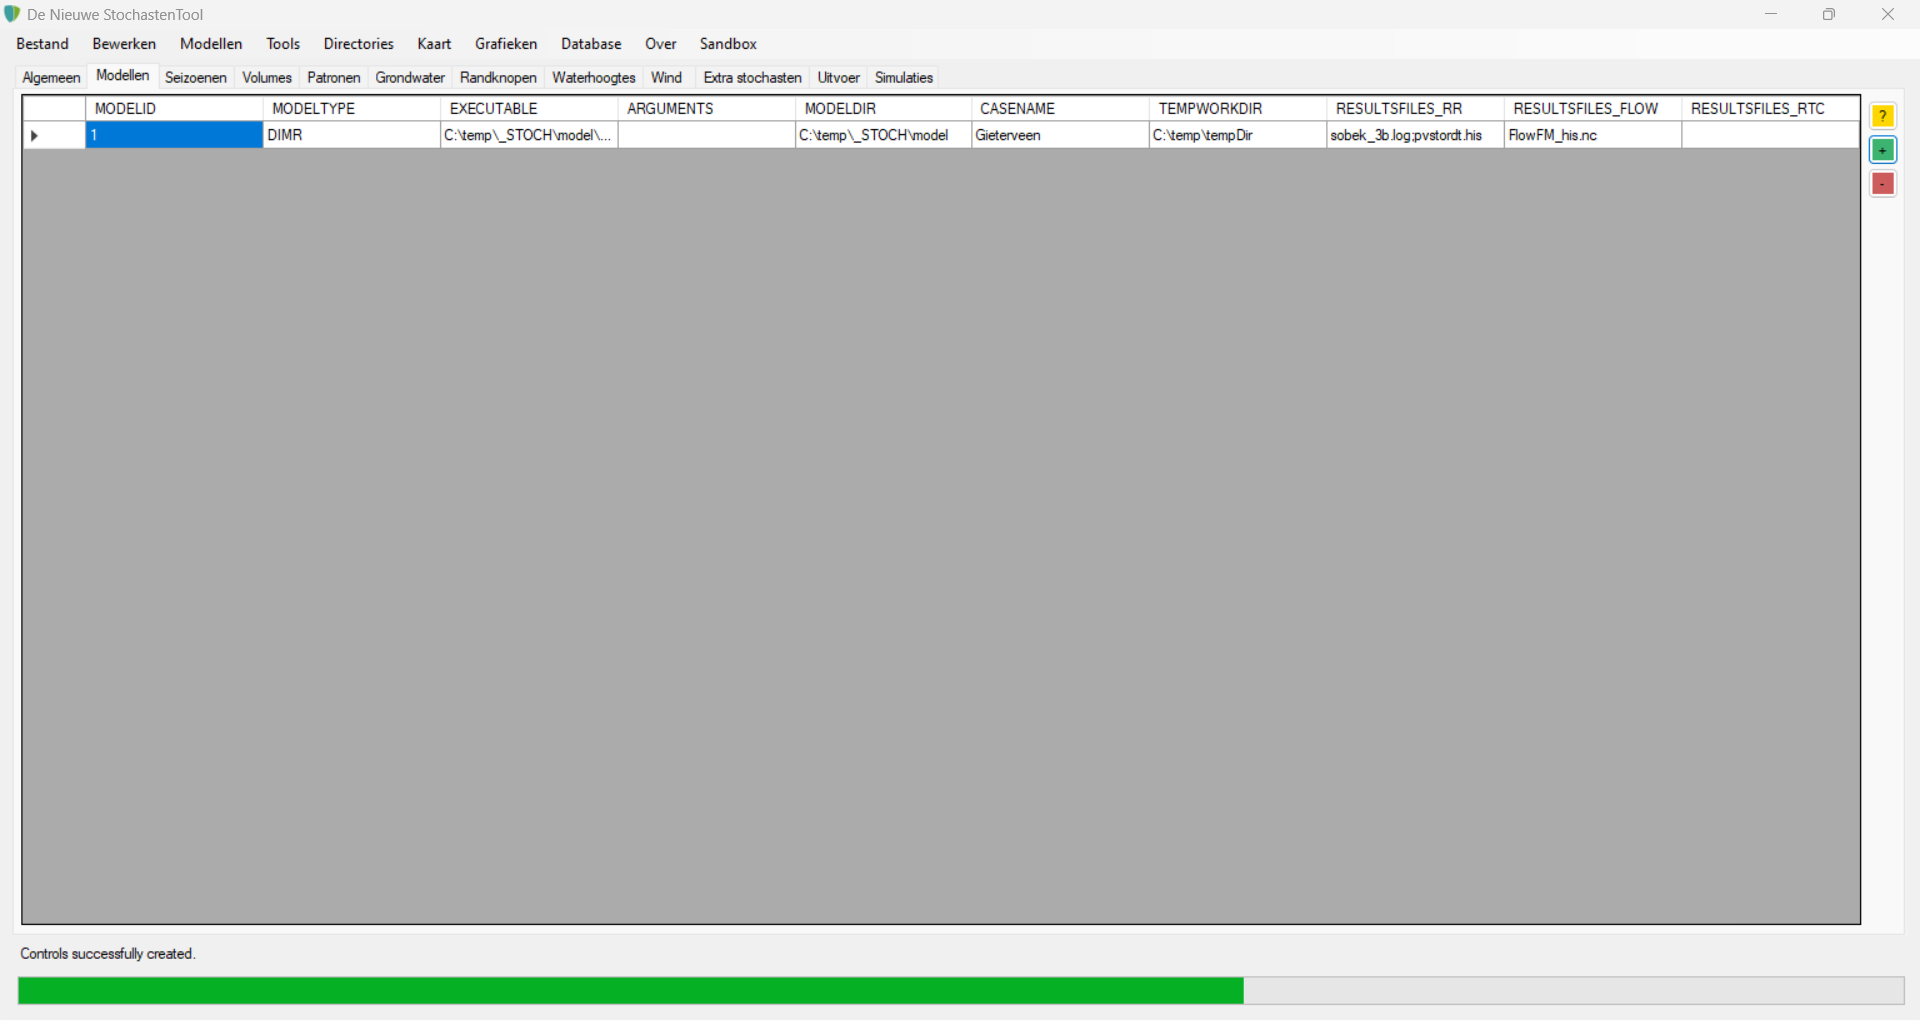 De Nieuwe StochastenTool
Bestand Bewerken Modellen Tools Directories Kaart Grafieken Database Over Sandbox
Algemeen Modellen Seizoenen Volumes Patronen Grondwater Randknopen Waterhoogtes Wind Extra stochasten Uitvoer Simulaties
MODELID MODELTYPE EXECUTABLE ARGUMENTS MODELDIR CASENAME TEMPWORKDIR RESULTSFILES_RR RESULTSFILES_FLOW RESULTSFILES_RTC
1 DIMR C:\temp\_STOCH\model\... C:\temp\_STOCH\model Gieterveen C:\temp\tempDir sobek_3b.log;pvstordt.his FlowFM_his.nc
?
+
-
Controls successfully created.